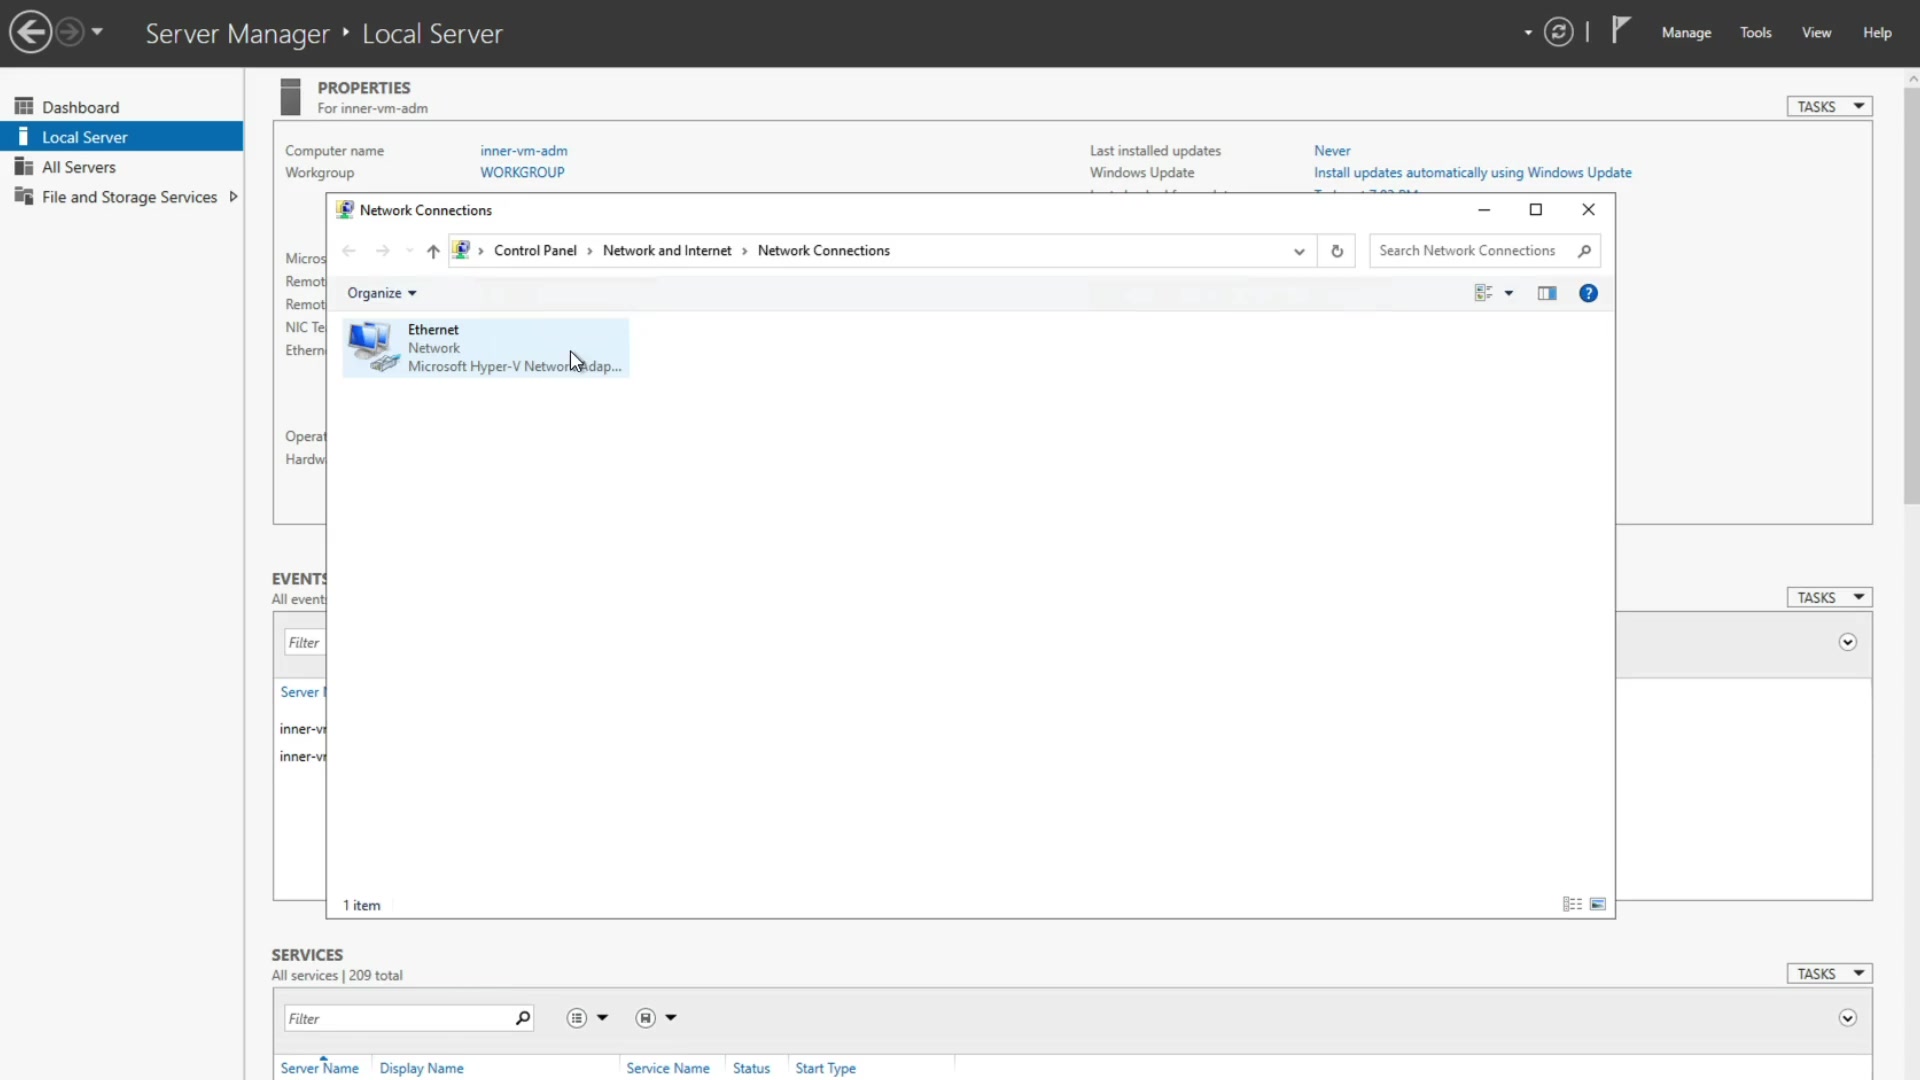 Server Manager ‣ Local Server
Manage
Tools
View
Help
Dashboard
Local Server
All Servers
File and Storage Services
PROPERTIES
For inner-vm-adm
TASKS
Computer name
inner-vm-adm
Last installed updates
Never
Workgroup
WORKGROUP
Windows Update
Install updates automatically using Windows Update
Network Connections
Control Panel › Network and Internet › Network Connections
Search Network Connections
Organize
Ethernet
Network
Microsoft Hyper-V Network Adap...
Micros
Remot
Remot
NIC Te
Ethern
Operat
Hardw
1 item
EVENTS
All event
TASKS
Filter
Server
inner-v
inner-v
SERVICES
All services | 209 total
TASKS
Filter
Server Name
Display Name
Service Name
Status
Start Type